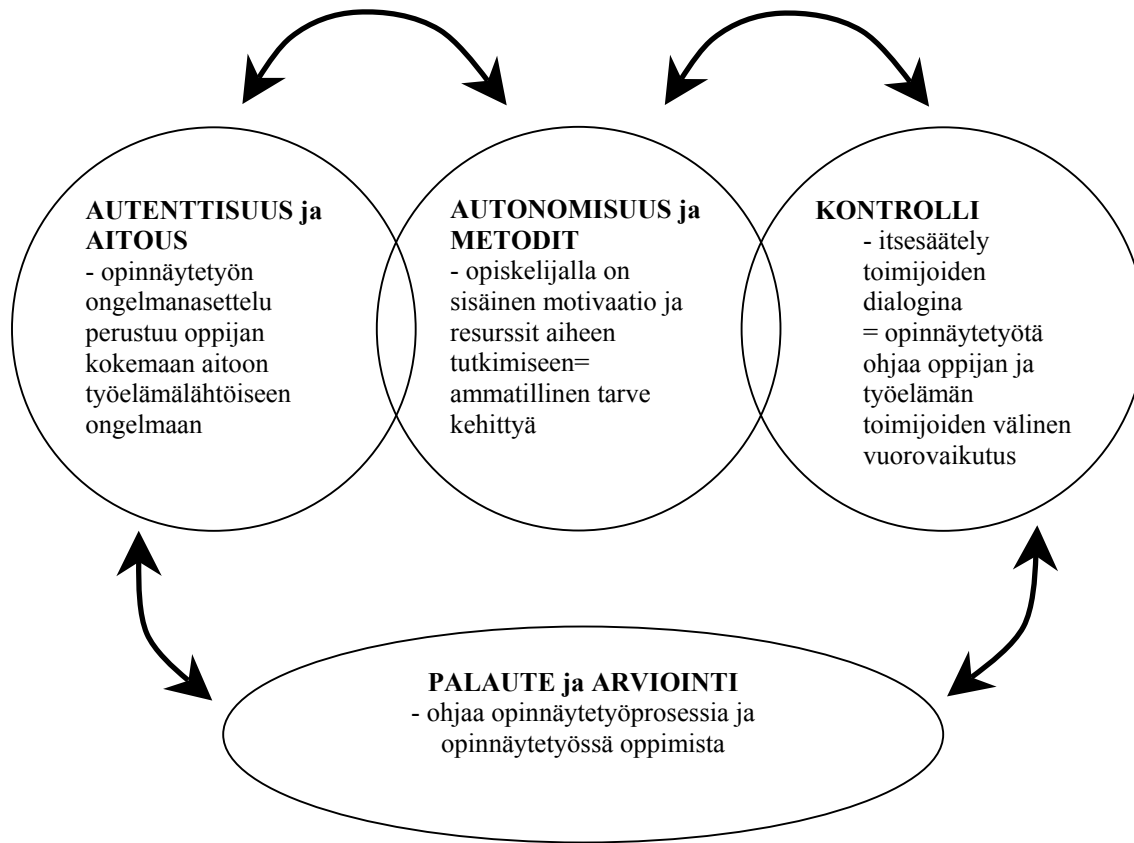 AUTENTTISUUS ja
AITOUS
- opinnäytetyön
ongelmanasettelu
perustuu oppijan
kokemaan aitoon
työelämälähtöiseen
ongelmaan
AUTONOMISUUS ja
METODIT
- opiskelijalla on
sisäinen motivaatio ja
resurssit aiheen
tutkimiseen=
ammatillinen tarve
kehittyä
KONTROLLI
- itsesäätely
toimijoiden
dialogina
= opinnäytetyötä
ohjaa oppijan ja
työelämän
toimijoiden välinen
vuorovaikutus
PALAUTE ja ARVIOINTI
- ohjaa opinnäytetyöprosessia ja
opinnäytetyössä oppimista